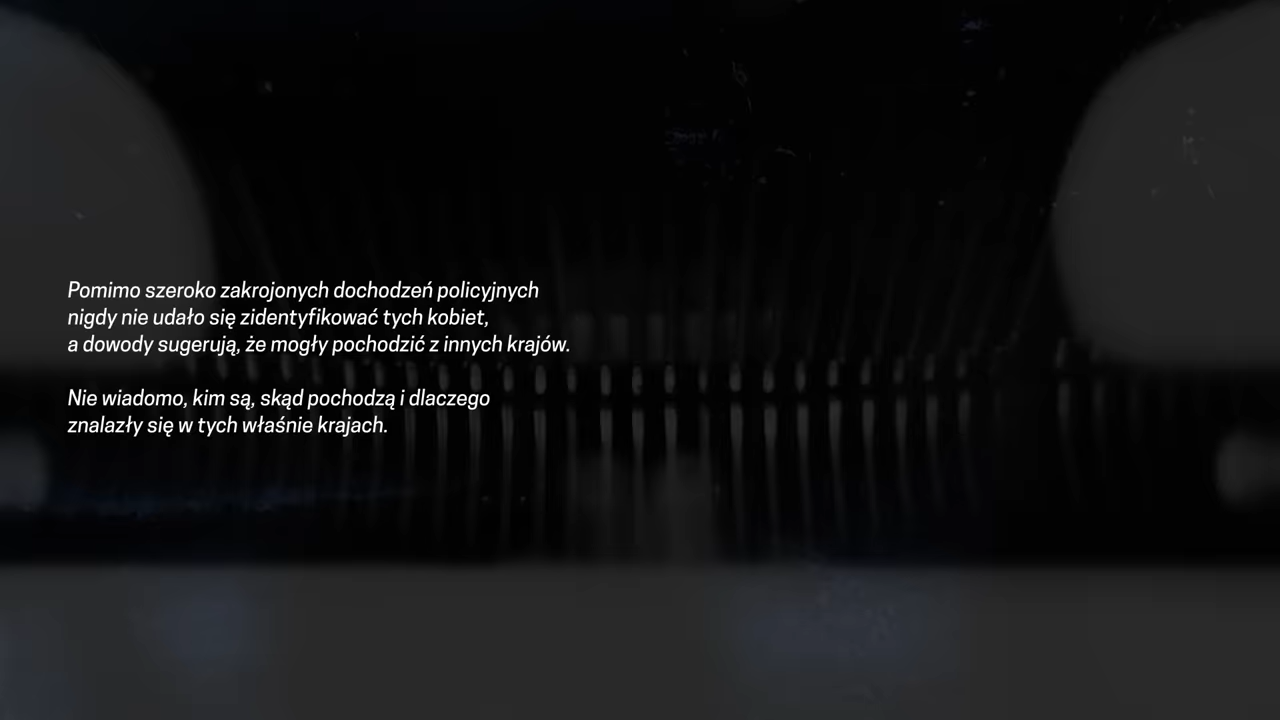 Pomimo szeroko zakrojonych dochodzeń policyjnych
nigdy nie udało się zidentyfikować tych kobiet,
a dowody sugerują, że mogły pochodzić z innych krajów.
Nie wiadomo, kim są, skąd pochodzą i dlaczego
znalazły się w tych właśnie krajach.